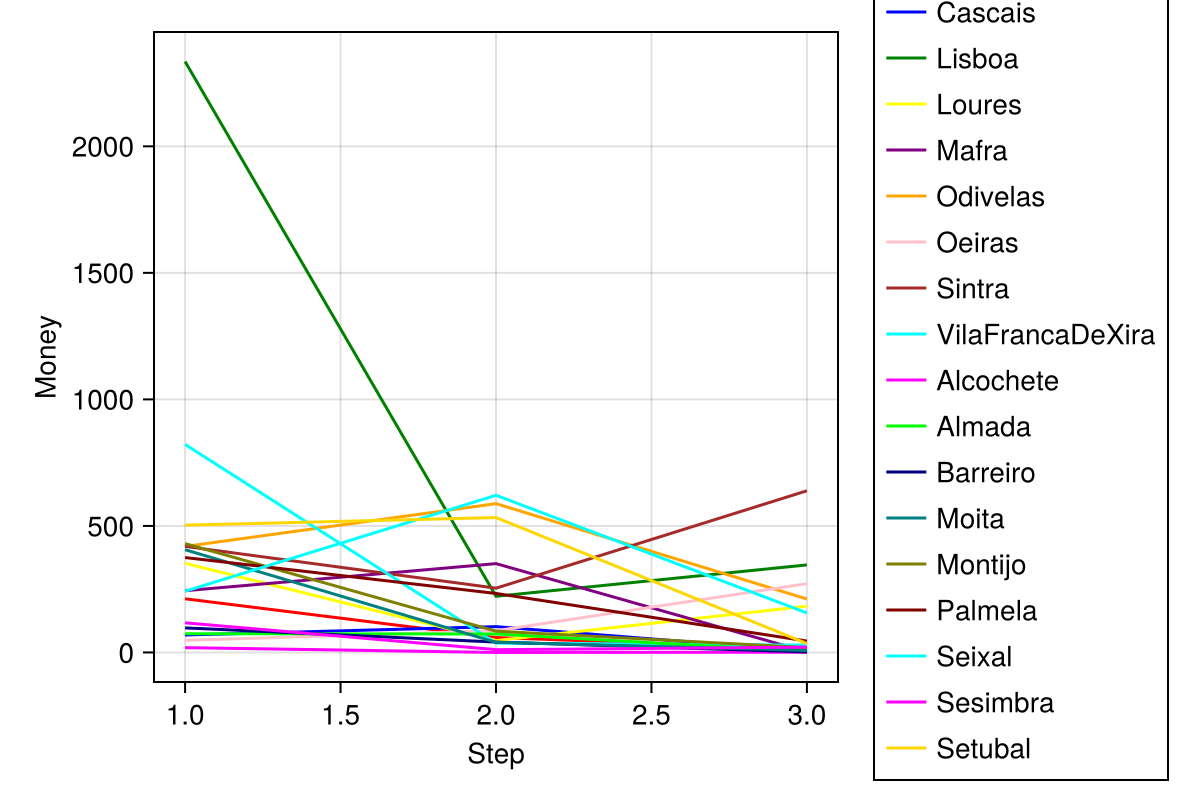 Cascais
Lisboa
Loures
Mafra
Odivelas
Oeiras
Sintra
VilaFrancaDeXira
Alcochete
Almada
Barreiro
Moita
Montijo
Palmela
Seixal
Sesimbra
Setubal
Money
2000
1500
1000
500
0
1.0 1.5 2.0 2.5 3.0
Step